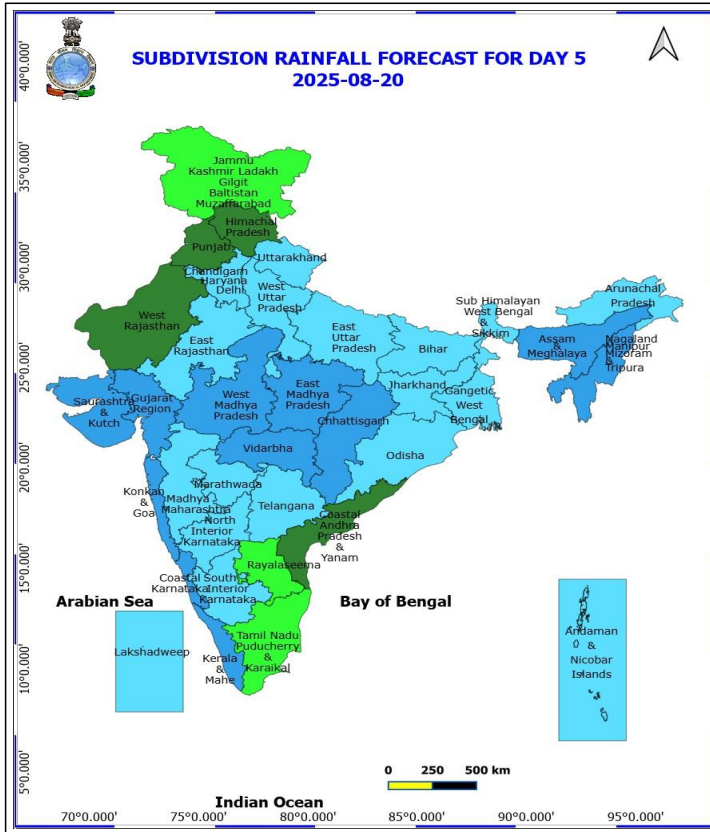 SUBDIVISION RAINFALL FORECAST FOR DAY 5
2025-08-20
Jammu
Kashmir Ladakh
Gilgit
Baltistan
Muzaffarabad
Himachal
Pradesh
Punjab
Uttarakhand
Chandigarh
Haryana
Delhi
West
Uttar
Pradesh
West
Rajasthan
East
Rajasthan
East
Uttar
Pradesh
Bihar
Sub Himalayan
West Bengal
&
Sikkim
Arunachal
Pradesh
Assam
&
Meghalaya
Nagaland
Manipur
Mizoram
&
Tripura
Saurashtra
&
Kutch
Gujarat
Region
West
Madhya
Pradesh
East
Madhya
Pradesh
Jharkhand
Gangetic
West
Bengal
Chhattisgarh
Vidarbha
Odisha
Konkan
&
Goa
Madhya
Maharashtra
Marathwada
Telangana
North
Interior
Karnataka
Coastal
Andhra
Pradesh
&
Yanam
Rayalaseema
Coastal
Karnataka
South
Interior
Karnataka
Arabian Sea
Bay of Bengal
Lakshadweep
Kerala
&
Mahe
Tamil Nadu
Puducherry
&
Karaikal
Andaman
&
Nicobar
Islands
0 250 500 km
Indian Ocean
40°0.000'
35°0.000'
30°0.000'
25°0.000'
20°0.000'
15°0.000'
10°0.000'
5°0.000'
70°0.000' 75°0.000' 80°0.000' 85°0.000' 90°0.000' 95°0.000'